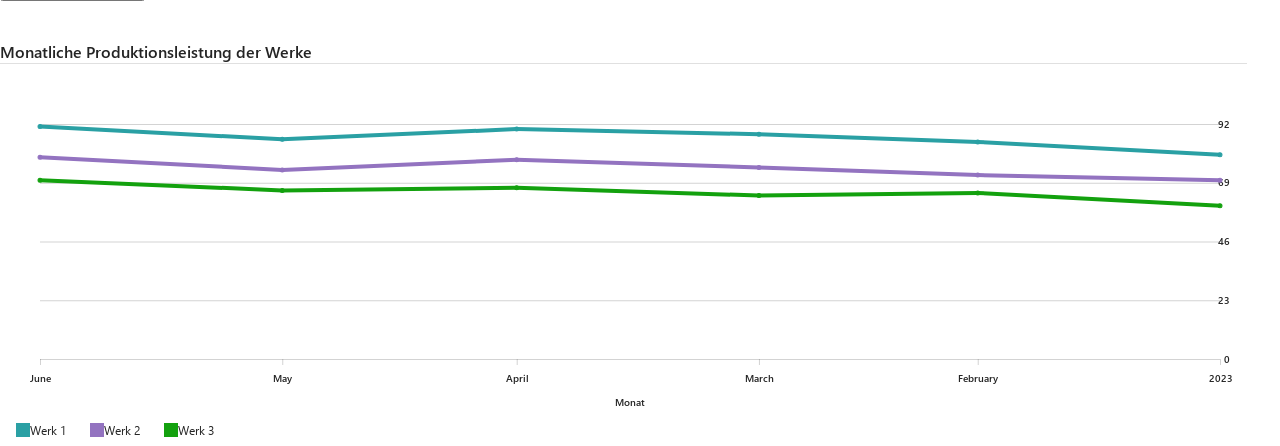 Monatliche Produktionsleistung der Werke
92
69
46
23
0
June May April March February 2023
Monat
Werk 1 Werk 2 Werk 3